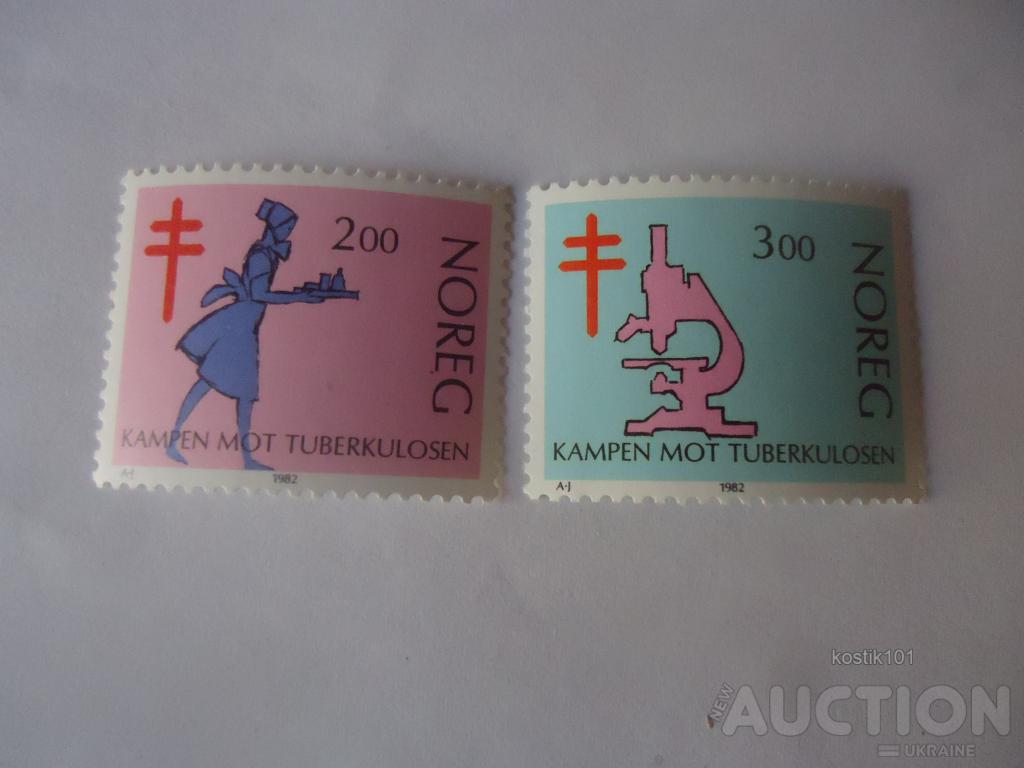 2 00
NOREG
KAMPEN MOT TUBERKULOSEN
A·J
1982
3 00
NOREG
KAMPEN MOT TUBERKULOSEN
A·J
1982
kostik101
NEW AUCTION
UKRAINE